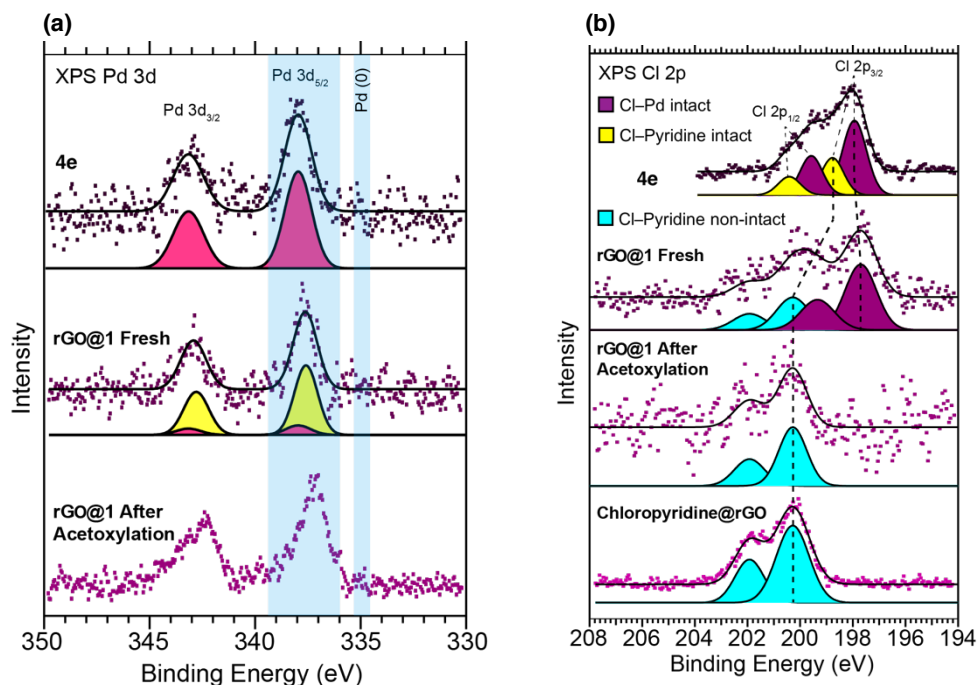 (a)
XPS Pd 3d
Pd 3d5/2
Pd (0)
Pd 3d3/2
4e
rGO@1 Fresh
rGO@1 After
Acetoxylation
Intensity
350 345 340 335 330
Binding Energy (eV)
(b)
XPS Cl 2p
Cl 2p3/2
Cl–Pd intact
Cl 2p1/2
Cl–Pyridine intact
4e
Cl–Pyridine non-intact
rGO@1 Fresh
rGO@1 After
Acetoxylation
Chloropyridine@rGO
Intensity
208 206 204 202 200 198 196 194
Binding Energy (eV)